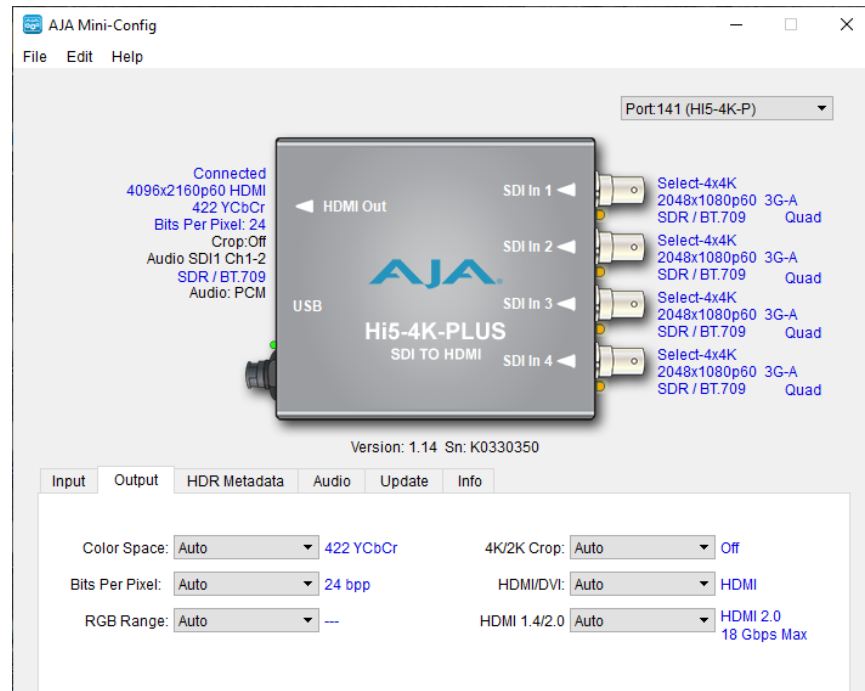 AJA Mini-Config
File Edit Help
Port:141 (HI5-4K-P)
Connected
4096x2160p60 HDMI
422 YCbCr
Bits Per Pixel: 24
Crop:Off
Audio SDI1 Ch1-2
SDR / BT.709
Audio: PCM
HDMI Out
USB
AJA
Hi5-4K-PLUS
SDI TO HDMI
SDI In 1
SDI In 2
SDI In 3
SDI In 4
Select-4x4K
2048x1080p60 3G-A
SDR / BT.709 Quad
Select-4x4K
2048x1080p60 3G-A
SDR / BT.709 Quad
Select-4x4K
2048x1080p60 3G-A
SDR / BT.709 Quad
Select-4x4K
2048x1080p60 3G-A
SDR / BT.709 Quad
Version: 1.14 Sn: K0330350
Input Output HDR Metadata Audio Update Info
Color Space: Auto 422 YCbCr
Bits Per Pixel: Auto 24 bpp
RGB Range: Auto ---
4K/2K Crop: Auto Off
HDMI/DVI: Auto HDMI
HDMI 1.4/2.0 Auto HDMI 2.0
18 Gbps Max